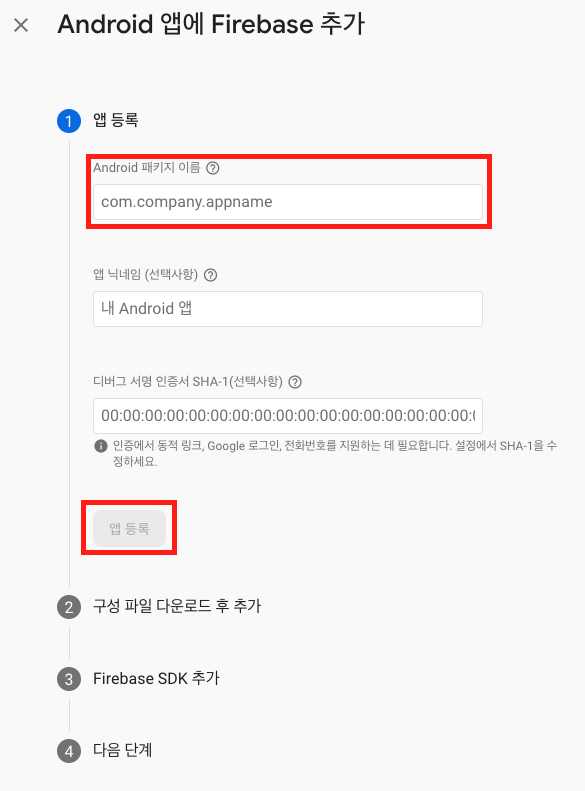 Android 앱에 Firebase 추가
1 앱 등록
Android 패키지 이름
com.company.appname
앱 닉네임 (선택사항)
내 Android 앱
디버그 서명 인증서 SHA-1(선택사항)
00:00:00:00:00:00:00:00:00:00:00:00:00:00:00:00:00:
인증에서 동적 링크, Google 로그인, 전화번호를 지원하는 데 필요합니다. 설정에서 SHA-1을 수
정하세요.
앱 등록
2 구성 파일 다운로드 후 추가
3 Firebase SDK 추가
4 다음 단계